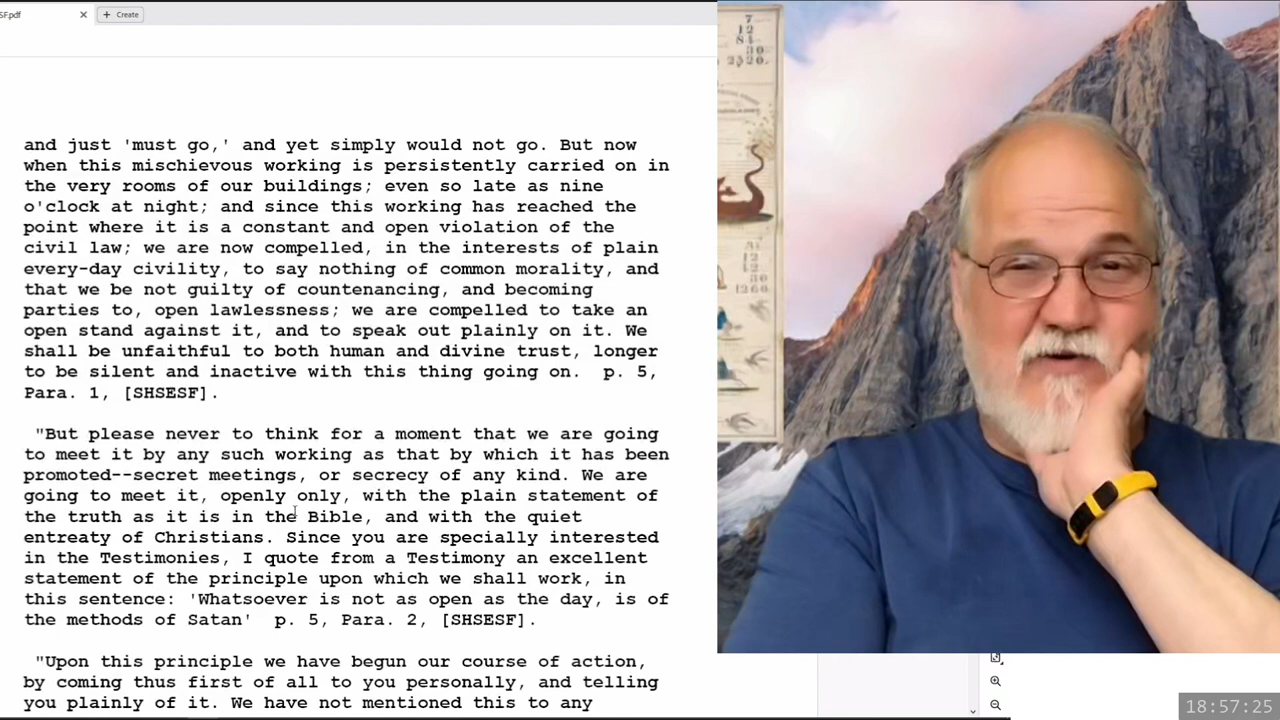 SF.pdf
Create
and just 'must go,' and yet simply would not go. But now
when this mischievous working is persistently carried on in
the very rooms of our buildings; even so late as nine
o'clock at night; and since this working has reached the
point where it is a constant and open violation of the
civil law; we are now compelled, in the interests of plain
every-day civility, to say nothing of common morality, and
that we be not guilty of countenancing, and becoming
parties to, open lawlessness; we are compelled to take an
open stand against it, and to speak out plainly on it. We
shall be unfaithful to both human and divine trust, longer
to be silent and inactive with this thing going on.  p. 5,
Para. 1, [SHSESF].
"But please never to think for a moment that we are going
to meet it by any such working as that by which it has been
promoted--secret meetings, or secrecy of any kind. We are
going to meet it, openly only, with the plain statement of
the truth as it is in the Bible, and with the quiet
entreaty of Christians. Since you are specially interested
in the Testimonies, I quote from a Testimony an excellent
statement of the principle upon which we shall work, in
this sentence: 'Whatsoever is not as open as the day, is of
the methods of Satan'  p. 5, Para. 2, [SHSESF].
"Upon this principle we have begun our course of action,
by coming thus first of all to you personally, and telling
you plainly of it. We have not mentioned this to any
7
12
30
2520.
12
30
1260
18:57:25